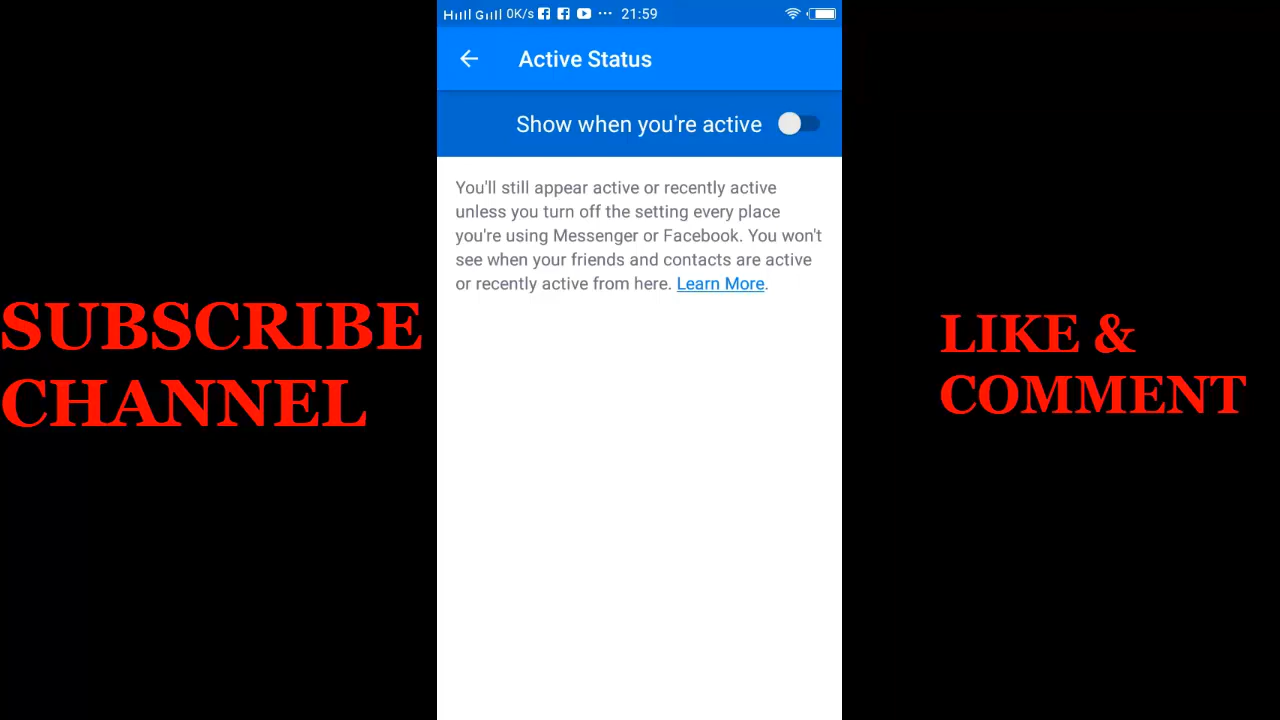 0K/s 21:59
Active Status
Show when you're active
You'll still appear active or recently active
unless you turn off the setting every place
you're using Messenger or Facebook. You won't
see when your friends and contacts are active
or recently active from here. Learn More.
SUBSCRIBE
CHANNEL
LIKE &
COMMENT